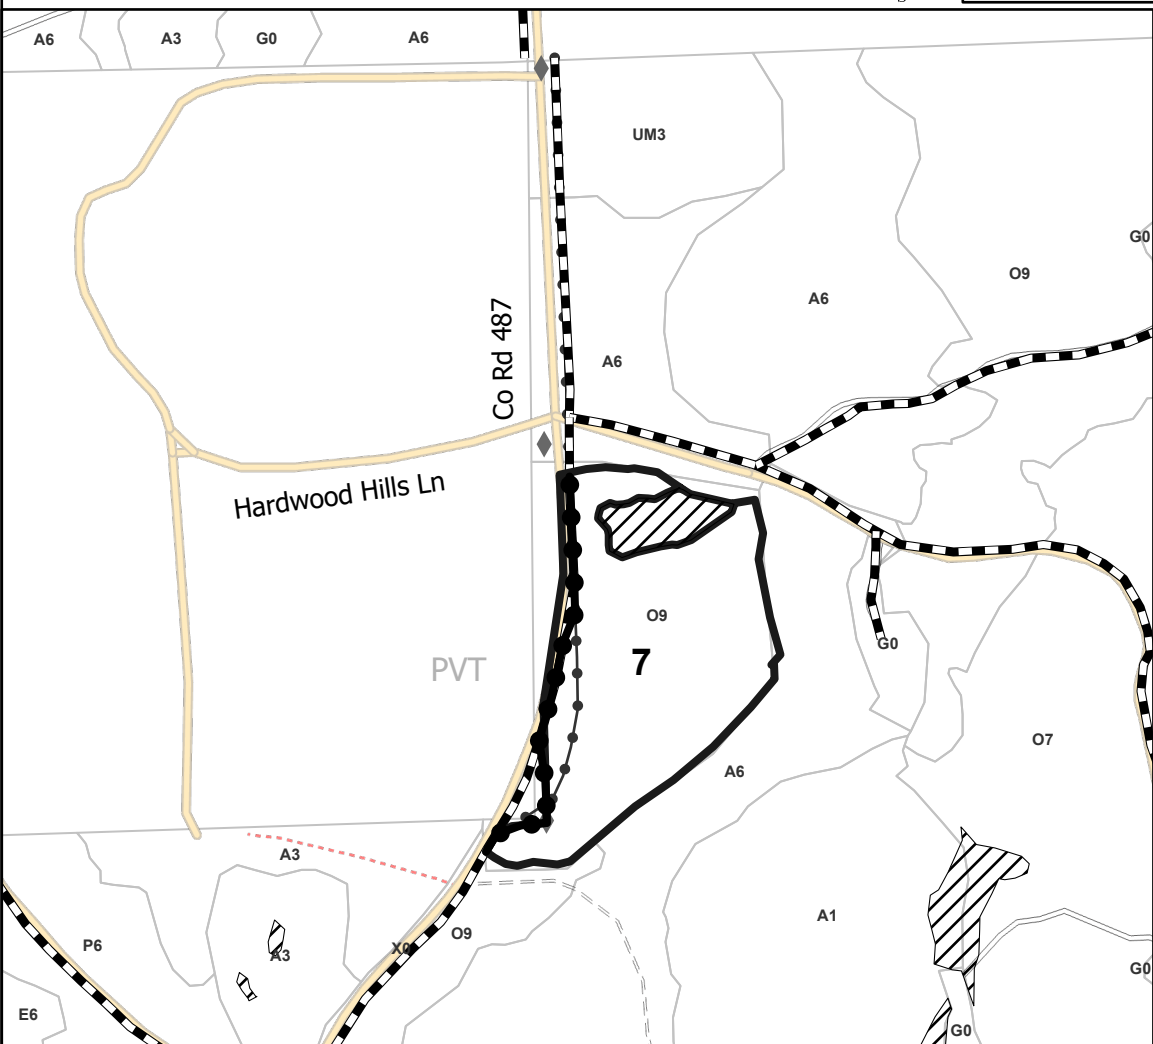 A6
A3
G0
A6
UM3
G0
O9
A6
Co Rd 487
A6
Hardwood Hills Ln
O9
G0
7
PVT
O7
A6
A3
A1
O9
P6
X0
A3
G0
E6
G0